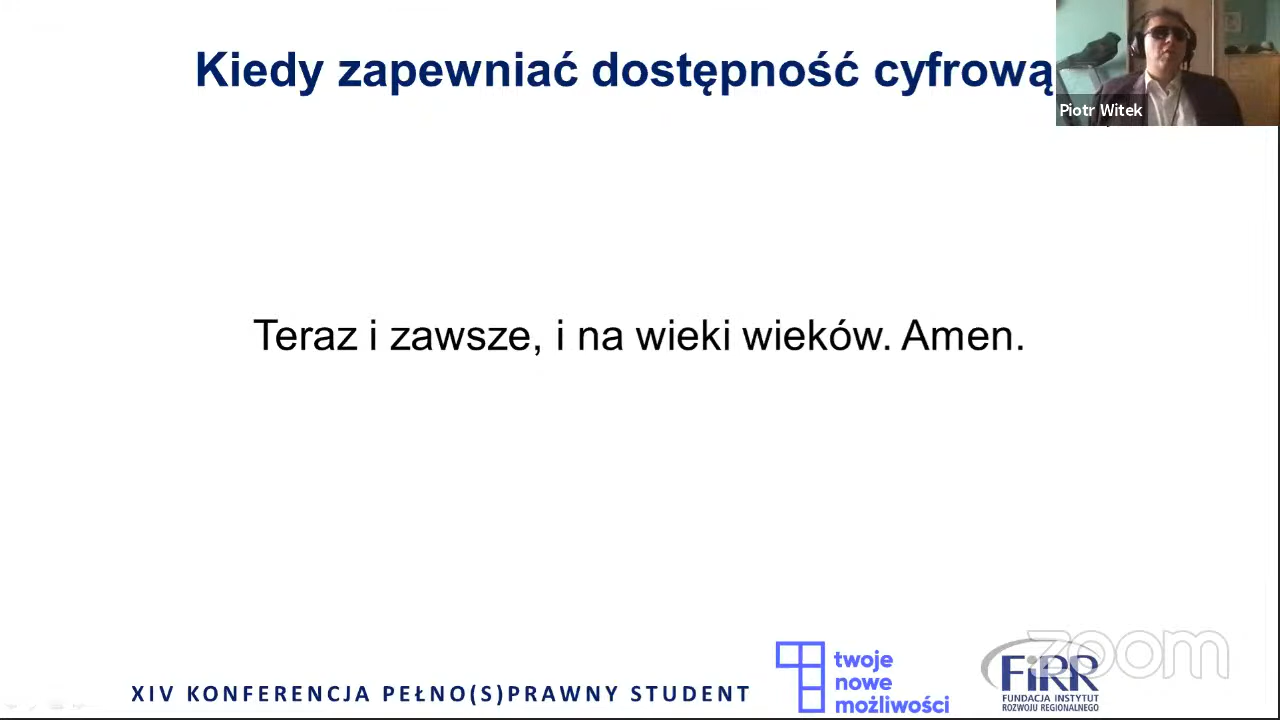 Kiedy zapewniać dostępność cyfrową
Piotr Witek
Teraz i zawsze, i na wieki wieków. Amen.
XIV KONFERENCJA PEŁNO(S)PRAWNY STUDENT
twoje
nowe
możliwości
FiRR
FUNDACJA INSTYTUT
ROZWOJU REGIONALNEGO
zoom